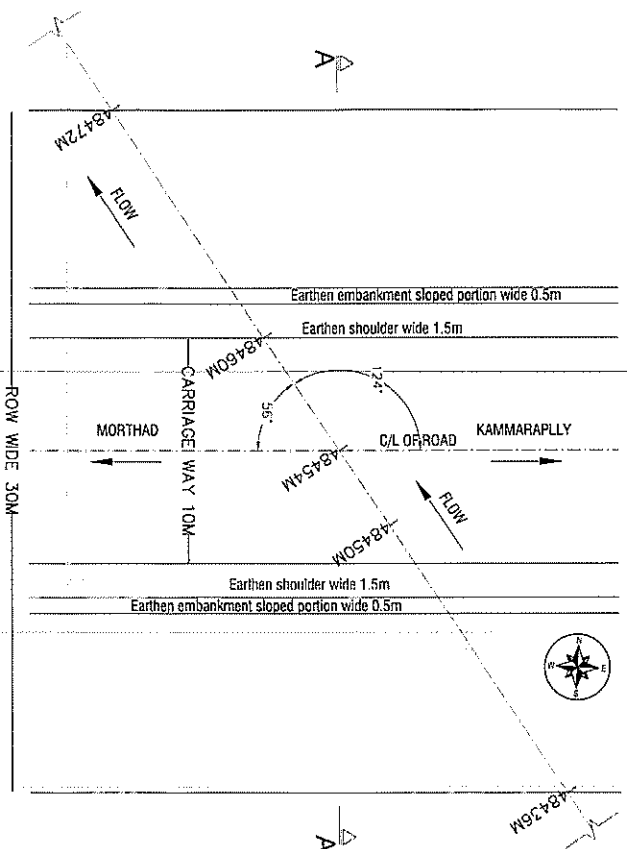 A
48472M
FLOW
Earthen embankment sloped portion wide 0.5m
Earthen shoulder wide 1.5m
48460M
124°
56°
CARRIAGE WAY 10M
ROW WIDE 30M
MORTHAD
C/L OF ROAD
KAMMARAPLLY
48454M
FLOW
48450M
Earthen shoulder wide 1.5m
Earthen embankment sloped portion wide 0.5m
N
W
E
S
48436M
A